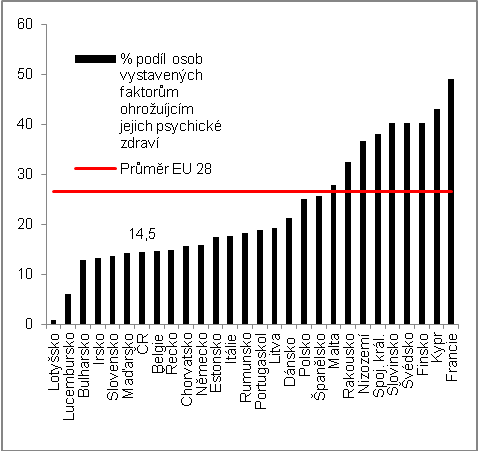 60
50
40
30
20
10
0
% podíl osob
vystavených
faktorům
ohrožuíjcím
jejich psychické
zdraví
Průměr EU 28
14,5
Lotyšsko
Lucembursko
Bulharsko
Irsko
Slovensko
Maďarsko
ČR
Belgie
Řecko
Chorvatsko
Německo
Estonsko
Itálie
Rumunsko
Portugaskol
Litva
Dánsko
Polsko
Španělsko
Malta
Rakousko
Nizozemí
Spoj. král.
Slovinsko
Švédsko
Finsko
Kypr
Francie